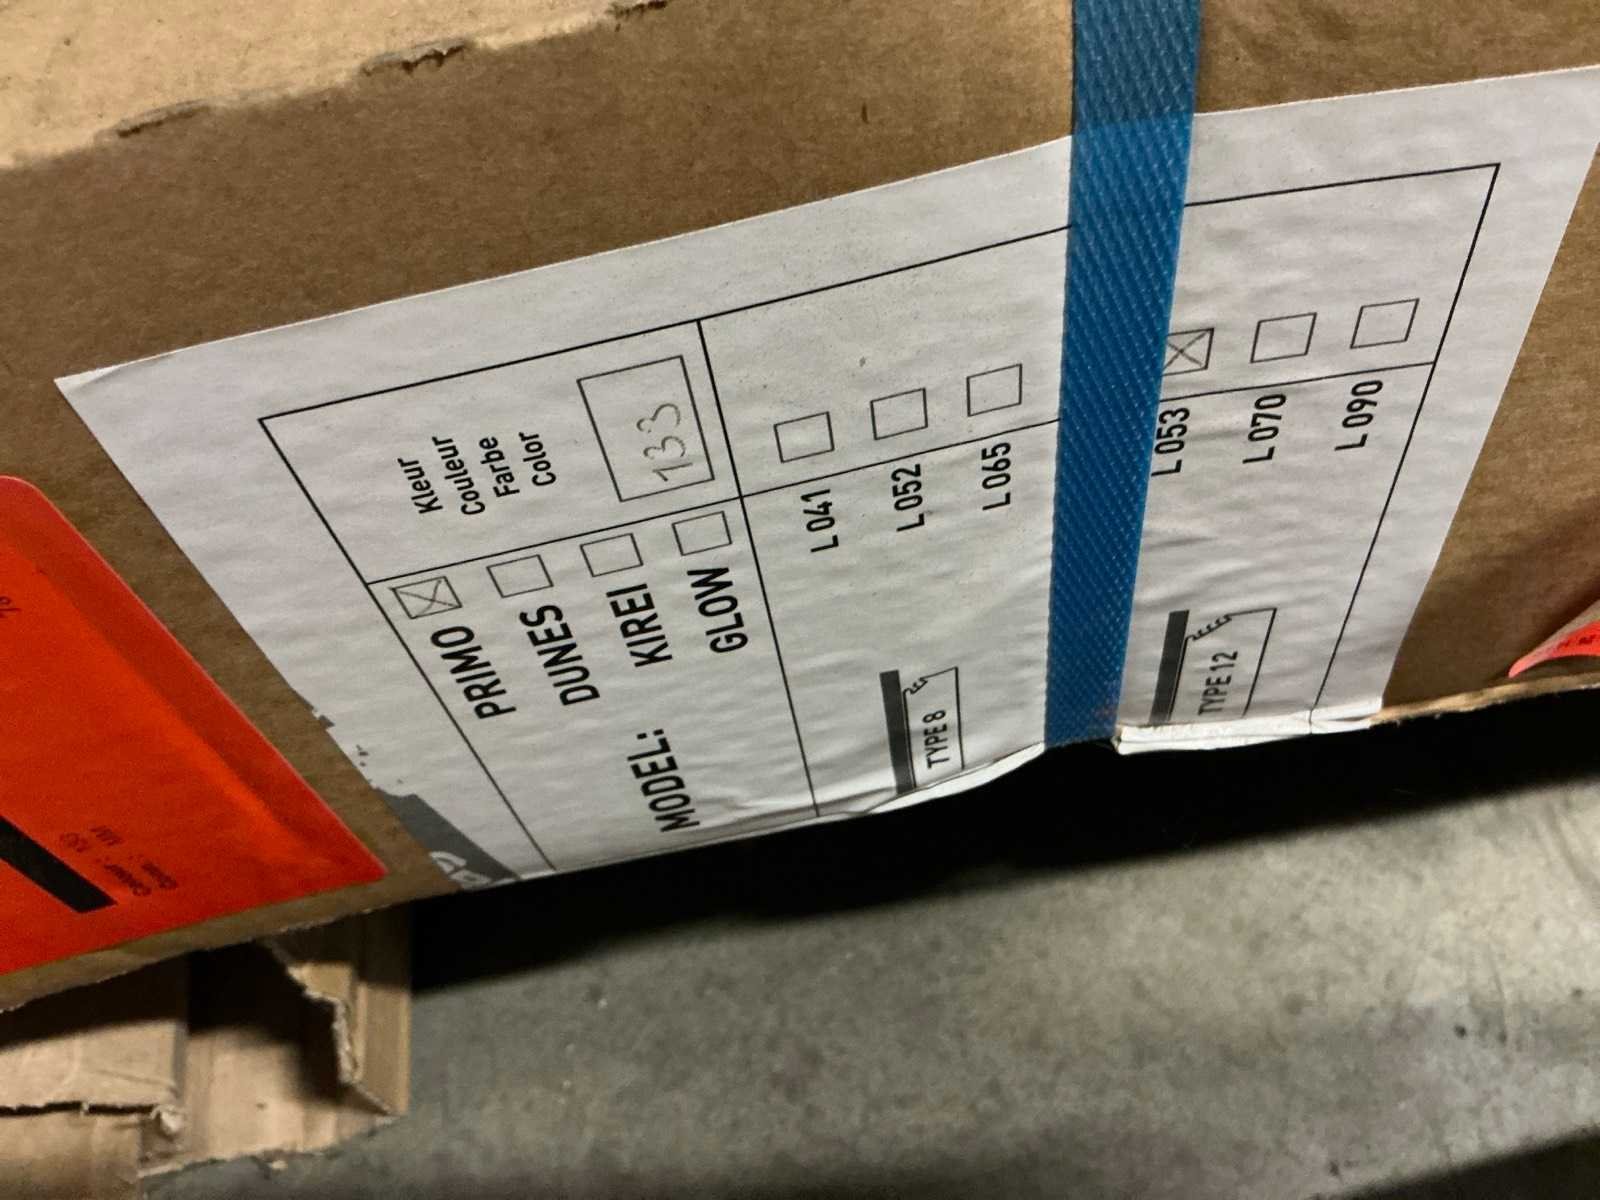 MODEL:
PRIMO
DUNES
KIREI
GLOW
Kleur
Couleur
Farbe
Color
133
TYPE 8
L 041
L 052
L 065
TYPE 12
L 053
L 070
L 090